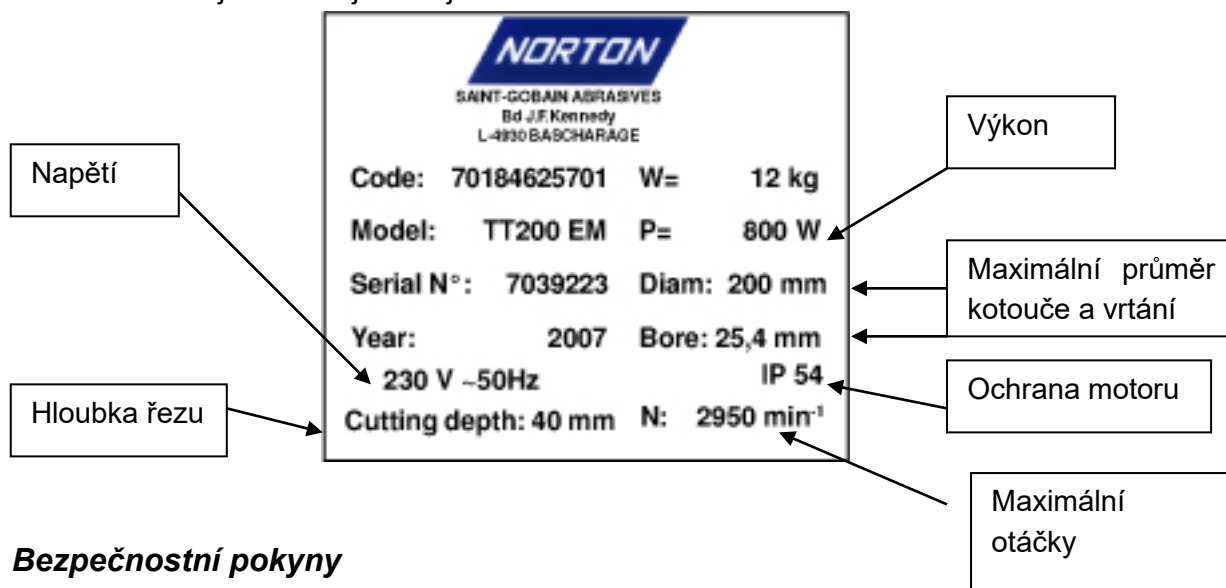 NORTON
SAINT-GOBAIN ABRASIVES
Bd J.F.Kennedy
L-4930 BASCHARAGE
Výkon
Napětí
Code: 70184625701 W= 12 kg
Model: TT200 EM P= 800 W
Maximální průměr
kotouče a vrtání
Serial N°: 7039223 Diam: 200 mm
Year: 2007 Bore: 25,4 mm
230 V ~50Hz IP 54
Ochrana motoru
Hloubka řezu
Cutting depth: 40 mm N: 2950 min⁻¹
Maximální
otáčky
Bezpečnostní pokyny